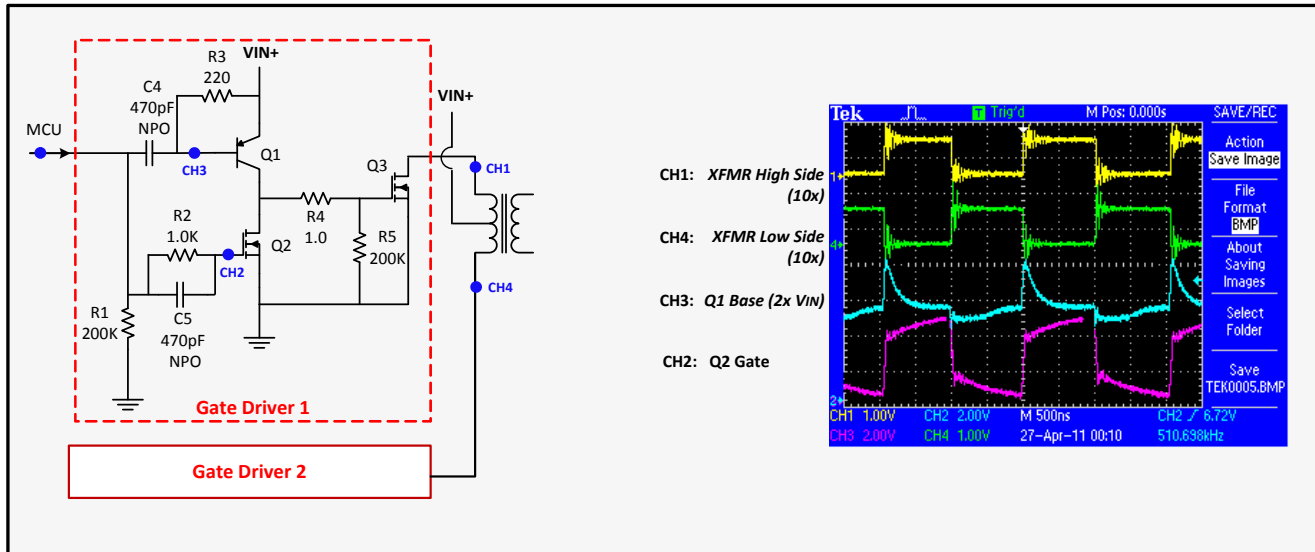 VIN+
R3
220
C4
470pF
NPO
MCU
CH3
Q1
VIN+
Q3
CH1
R2
1.0K
R4
1.0
Q2
CH2
R5
200K
C5
470pF
NPO
R1
200K
CH4
Gate Driver 1
Gate Driver 2
CH1: XFMR High Side
(10x)
CH4: XFMR Low Side
(10x)
CH3: Q1 Base (2x VIN)
CH2: Q2 Gate
Tek T Trig'd M Pos: 0.000s SAVE/REC
Action
Save Image
File
Format
BMP
About
Saving
Images
Select
Folder
Save
TEK0005.BMP
1
4
2
CH1 1.00V CH2 2.00V M 500ns CH2 / 6.72V
CH3 2.00V CH4 1.00V 27-Apr-11 00:10 510.698kHz